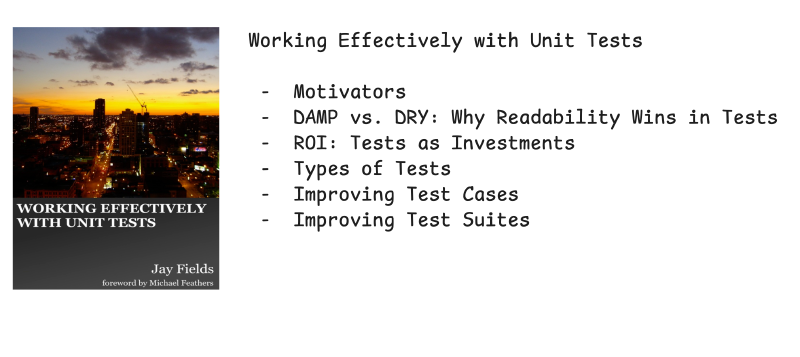 WORKING EFFECTIVELY
WITH UNIT TESTS
Jay Fields
foreword by Michael Feathers
Working Effectively with Unit Tests
- Motivators
- DAMP vs. DRY: Why Readability Wins in Tests
- ROI: Tests as Investments
- Types of Tests
- Improving Test Cases
- Improving Test Suites